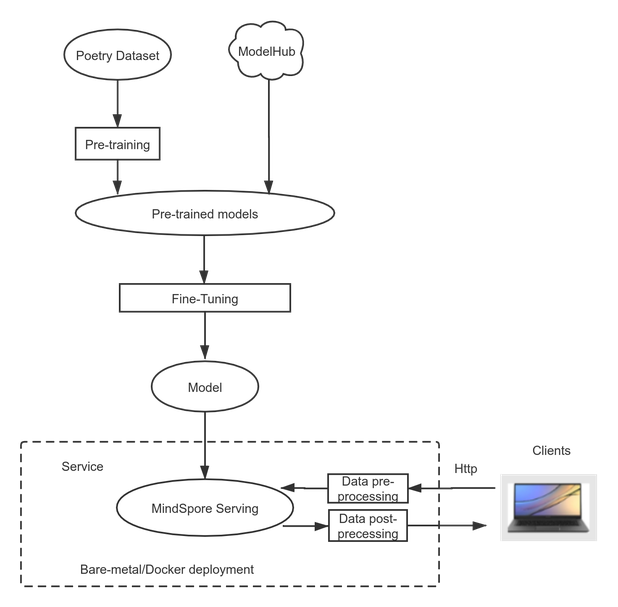 Poetry Dataset
ModelHub
Pre-training
Pre-trained models
Fine-Tuning
Model
Clients
Service
Http
Data pre-
processing
MindSpore Serving
Data post-
precessing
Bare-metal/Docker deployment